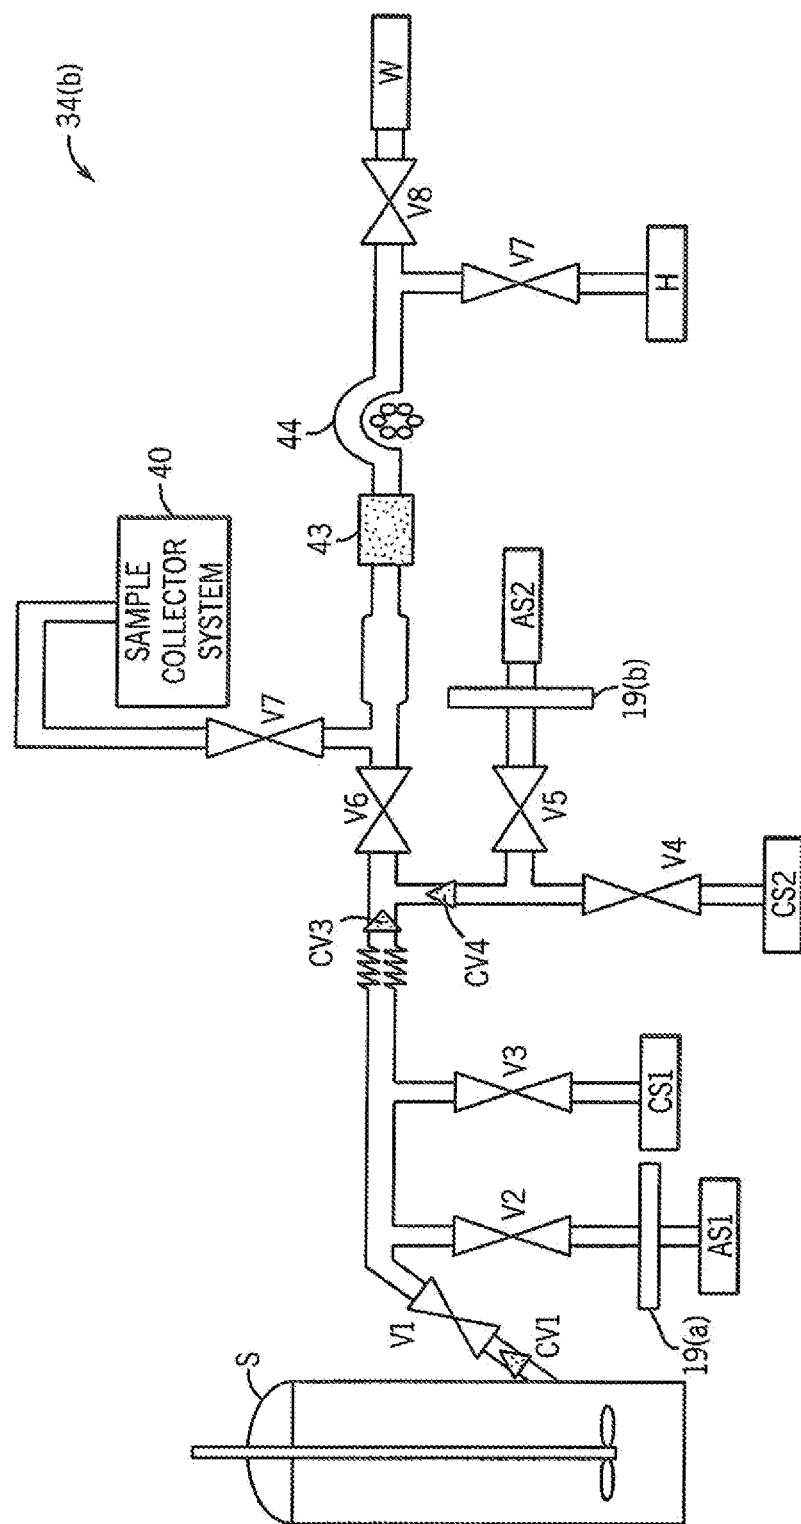 34(b)
W
V8
V7
H
44
43
40
SAMPLE
COLLECTOR
SYSTEM
V7
V6
AS2
19(b)
V5
V4
CS2
CV3
CV4
V3
CS1
V2
AS1
19(a)
V1
CV1
S